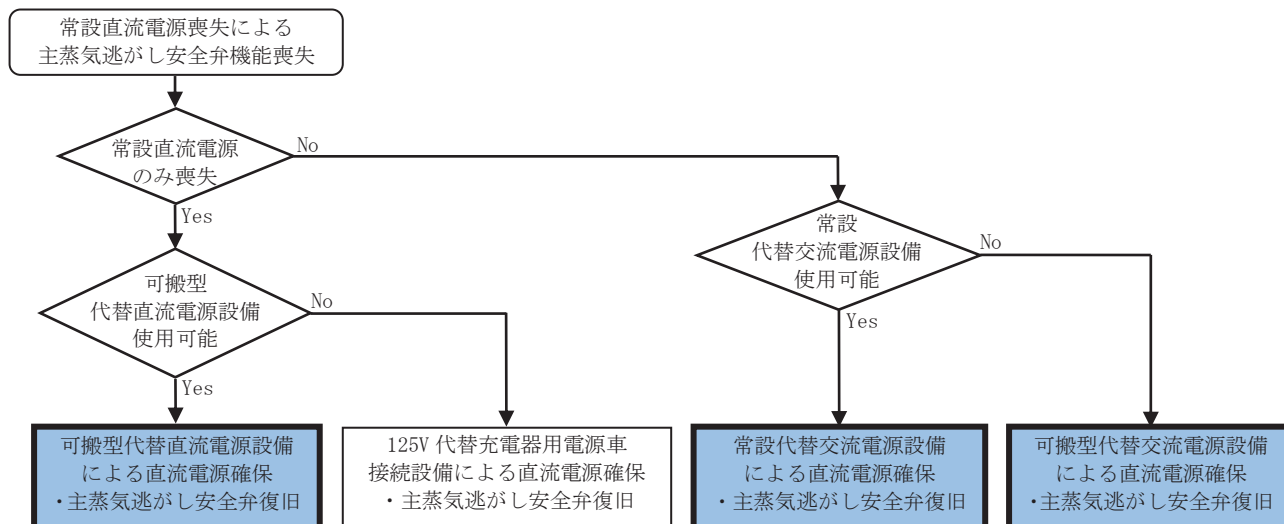 常設直流電源喪失による
主蒸気逃がし安全弁機能喪失
常設直流電源
のみ喪失
No
Yes
常設
代替交流電源設備
使用可能
No
Yes
可搬型
代替直流電源設備
使用可能
No
Yes
可搬型代替直流電源設備
による直流電源確保
・主蒸気逃がし安全弁復旧
125V 代替充電器用電源車
接続設備による直流電源確保
・主蒸気逃がし安全弁復旧
常設代替交流電源設備
による直流電源確保
・主蒸気逃がし安全弁復旧
可搬型代替交流電源設備
による直流電源確保
・主蒸気逃がし安全弁復旧